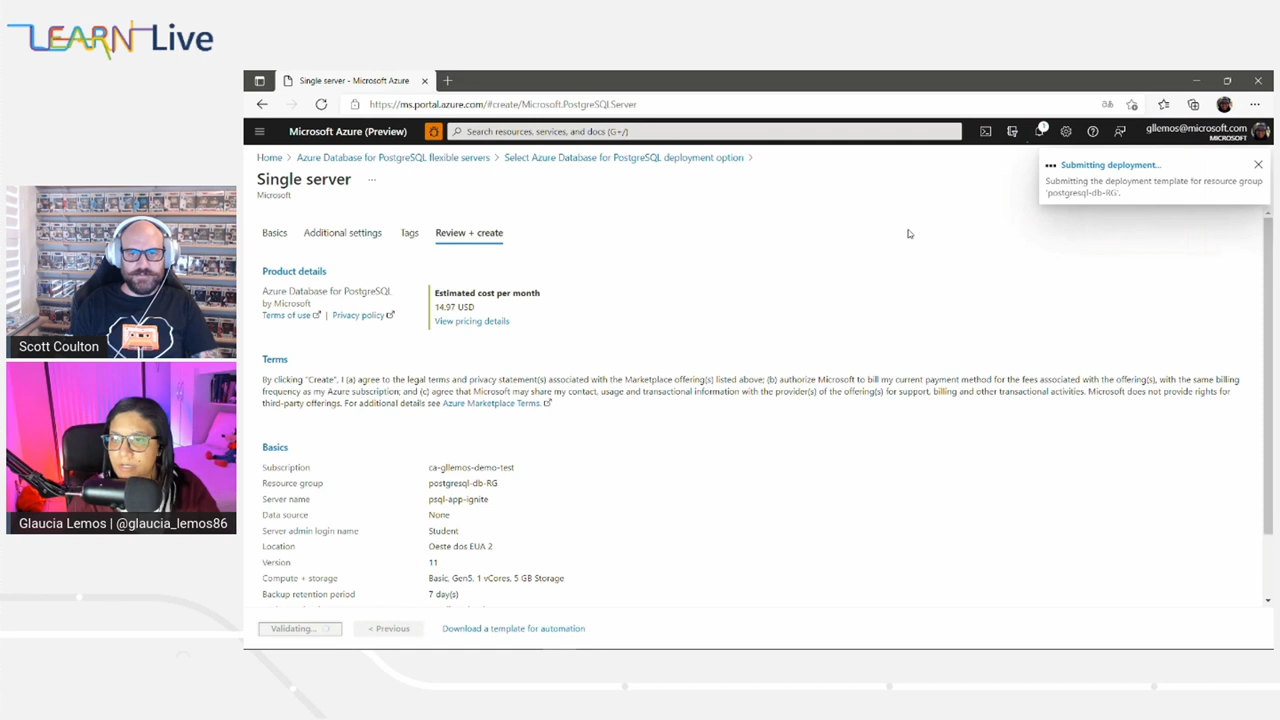 LEARN Live
Single server - Microsoft Azure
https://ms.portal.azure.com/#create/Microsoft.PostgreSQLServer
Microsoft Azure (Preview)
Search resources, services, and docs (G+/)
1
gllemos@microsoft.com
MICROSOFT
Home > Azure Database for PostgreSQL flexible servers > Select Azure Database for PostgreSQL deployment option >
Single server ...
Microsoft
Submitting deployment...
Submitting the deployment template for resource group
'postgresql-db-RG'.
Basics Additional settings Tags Review + create
Product details
Azure Database for PostgreSQL
by Microsoft
Terms of use | Privacy policy
Estimated cost per month
14.97 USD
View pricing details
Terms
By clicking "Create", I (a) agree to the legal terms and privacy statement(s) associated with the Marketplace offering(s) listed above; (b) authorize Microsoft to bill my current payment method for the fees associated with the offering(s), with the same billing
frequency as my Azure subscription; and (c) agree that Microsoft may share my contact, usage and transactional information with the provider(s) of the offering(s) for support, billing and other transactional activities. Microsoft does not provide rights for
third-party offerings. For additional details see Azure Marketplace Terms.
Basics
Subscription ca-gllemos-demo-test
Resource group postgresql-db-RG
Server name psql-app-ignite
Data source None
Server admin login name Student
Location Oeste dos EUA 2
Version 11
Compute + storage Basic, Gen5, 1 vCores, 5 GB Storage
Backup retention period 7 day(s)
Validating... < Previous Download a template for automation
Scott Coulton
Glaucia Lemos | @glaucia_lemos86